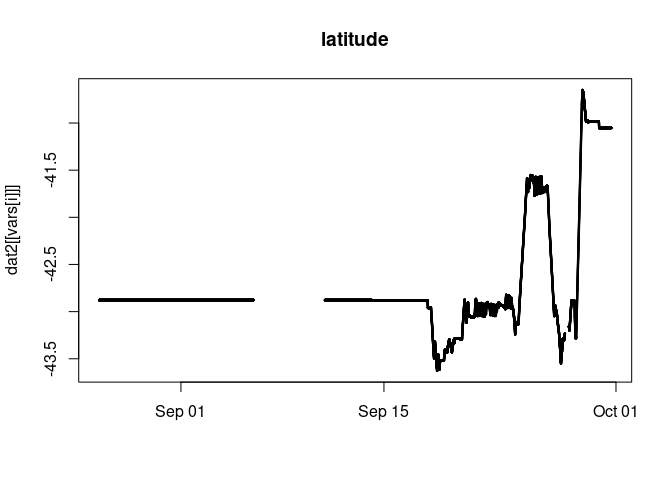 latitude
dat2[[vars[i]]]
-41.5
-42.5
-43.5
Sep 01
Sep 15
Oct 01